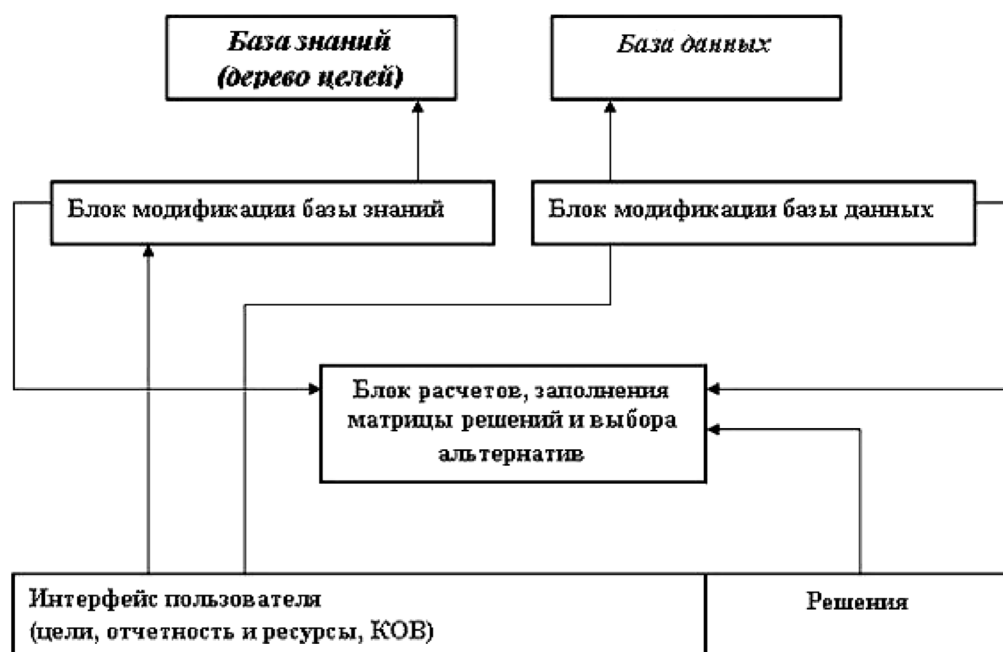 База знаний
(дерево целей)
База данных
Блок модификации базы знаний
Блок модификации базы данных
Блок расчетов, заполнения
матрицы решений и выбора
альтернатив
Интерфейс пользователя
(цели, отчетность и ресурсы, КОВ)
Решения